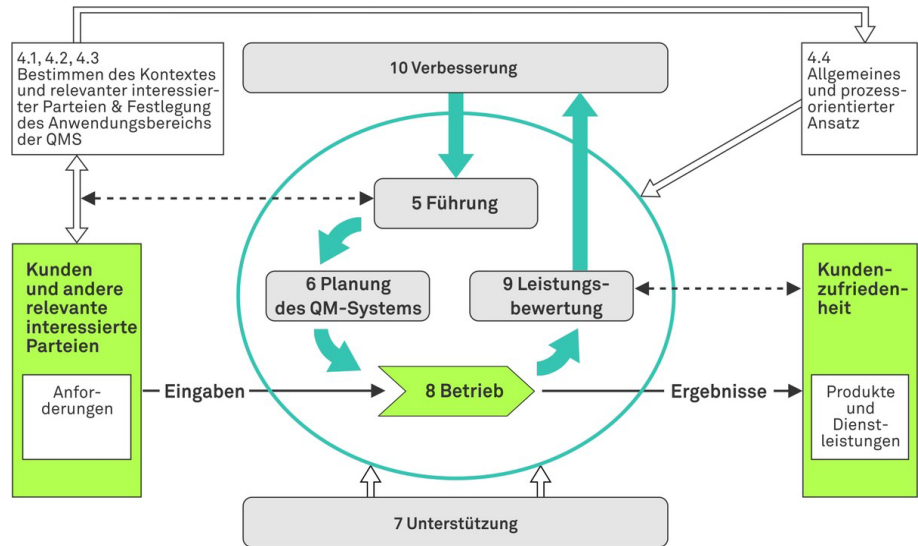 4.1, 4.2, 4.3
Bestimmen des Kontextes
und relevanter interessier-
ter Parteien & Festlegung
des Anwendungsbereichs
der QMS
10 Verbesserung
4.4
Allgemeines
und prozess-
orientierter
Ansatz
5 Führung
Kunden
und andere
relevante
interessierte
Parteien
6 Planung
des QM-Systems
9 Leistungs-
bewertung
Kunden-
zufrieden-
heit
Anfor-
derungen
Eingaben
8 Betrieb
Ergebnisse
Produkte
und
Dienst-
leistungen
7 Unterstützung